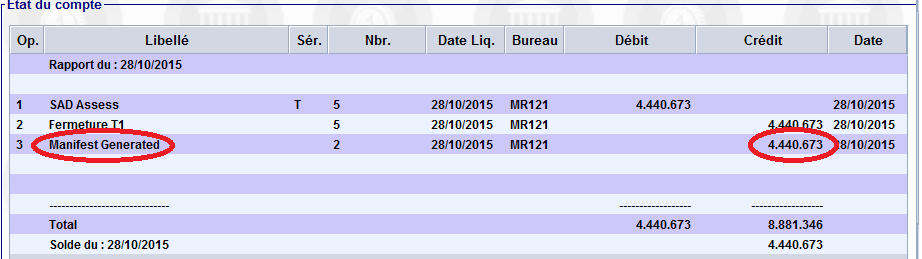 Etat du compte
Op. Libellé Sér. Nbr. Date Liq. Bureau Débit Crédit Date
Rapport du : 28/10/2015
1 SAD Assess T 5 28/10/2015 MR121 4.440.673 28/10/2015
2 Fermeture T1 5 28/10/2015 MR121 4.440.673 28/10/2015
3 Manifest Generated 2 28/10/2015 MR121 4.440.673 28/10/2015
Total 4.440.673 8.881.346
Solde du : 28/10/2015 4.440.673